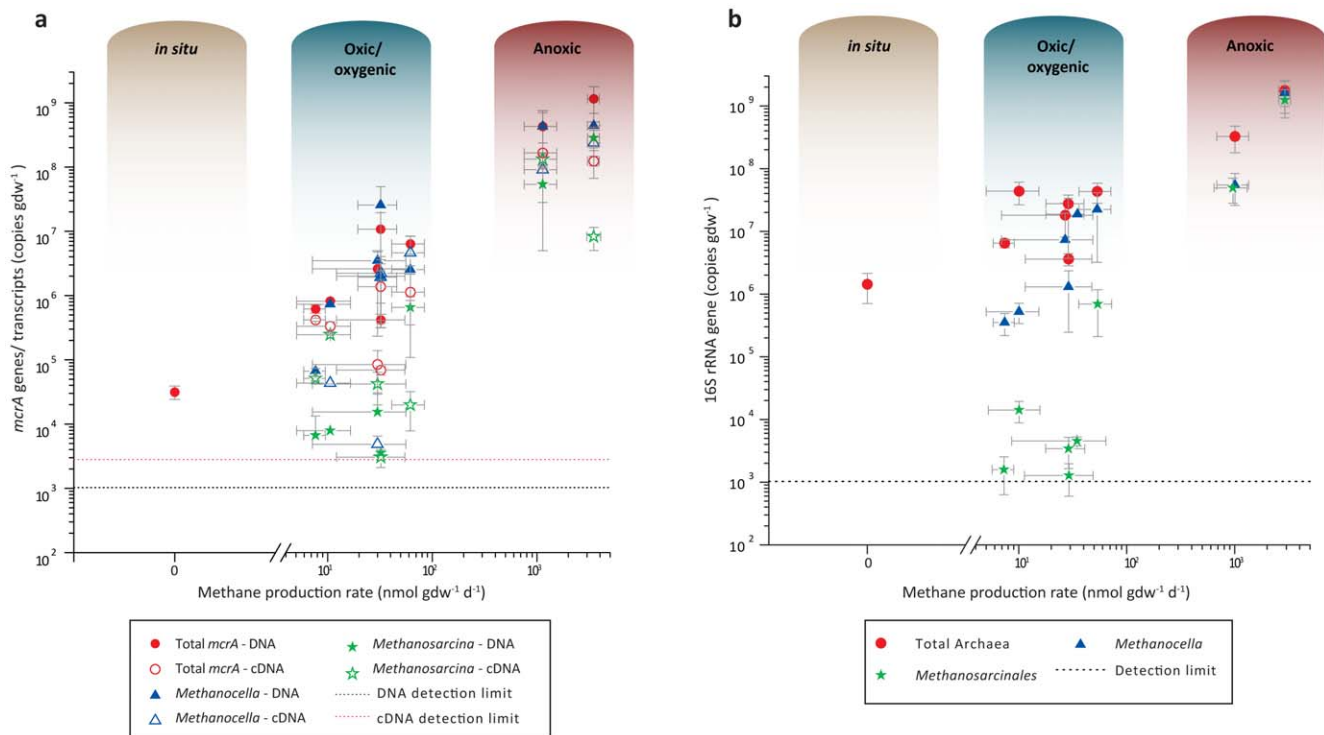 a
in situ
Oxic/
oxygenic
Anoxic
mcrA genes/ transcripts (copies gdw⁻¹)
10⁹
10⁸
10⁷
10⁶
10⁵
10⁴
10³
10²
0
10¹
10²
10³
Methane production rate (nmol gdw⁻¹ d⁻¹)
Total mcrA - DNA
Total mcrA - cDNA
Methanocella - DNA
Methanocella - cDNA
Methanosarcina - DNA
Methanosarcina - cDNA
DNA detection limit
cDNA detection limit
b
in situ
Oxic/
oxygenic
Anoxic
16S rRNA gene (copies gdw⁻¹)
10⁹
10⁸
10⁷
10⁶
10⁵
10⁴
10³
10²
0
10¹
10²
10³
Methane production rate (nmol gdw⁻¹ d⁻¹)
Total Archaea
Methanosarcinales
Methanocella
Detection limit